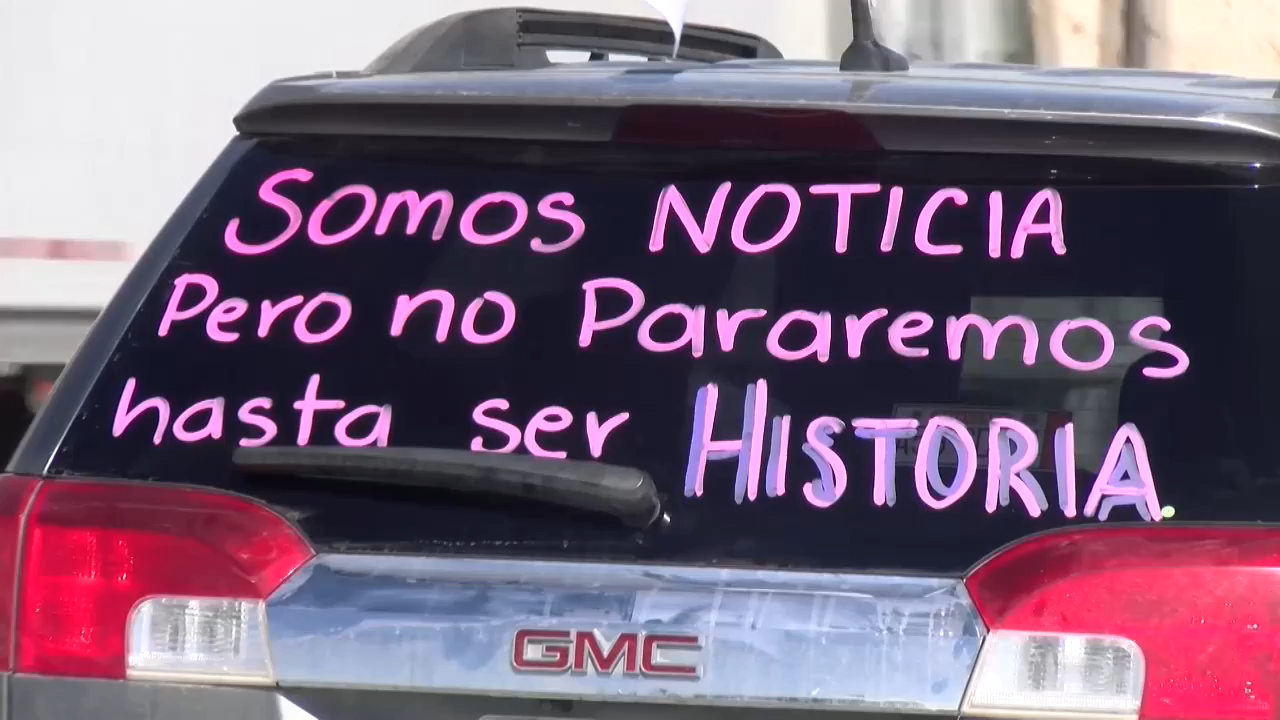 Somos NOTICIA
Pero no Pararemos
hasta ser HISTORIA.
GMC